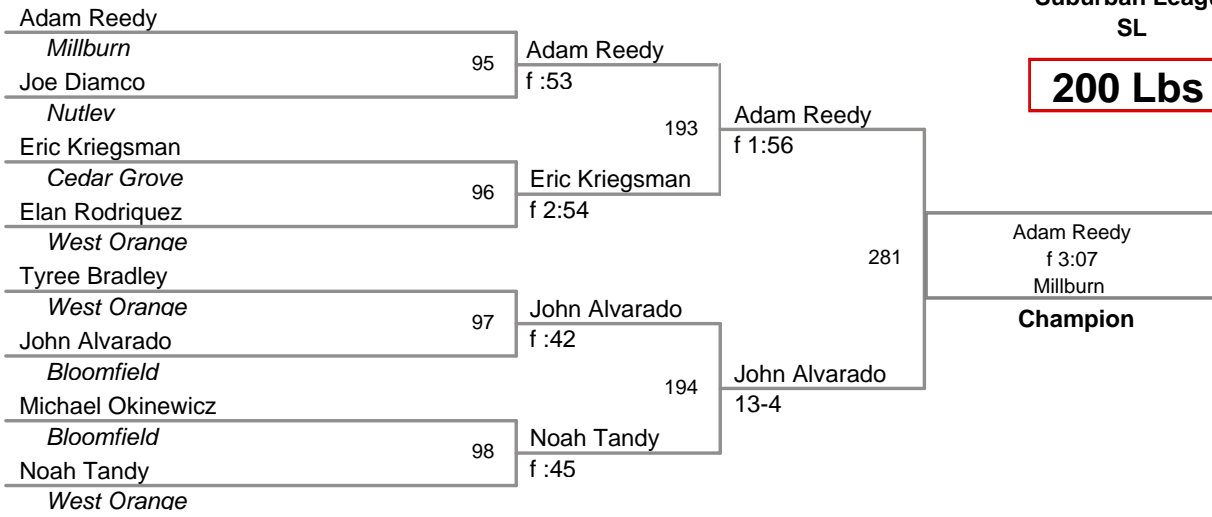 Suburban Leag
SL
200 Lbs
Adam Reedy
Millburn
95
Adam Reedy
f :53
Joe Diamco
Nutley
193
Adam Reedy
f 1:56
Eric Kriegsman
Cedar Grove
96
Eric Kriegsman
f 2:54
Elan Rodriquez
West Orange
281
Adam Reedy
f 3:07
Millburn
Champion
Tyree Bradley
West Orange
97
John Alvarado
f :42
John Alvarado
Bloomfield
194
John Alvarado
13-4
Michael Okinewicz
Bloomfield
98
Noah Tandy
f :45
Noah Tandy
West Orange